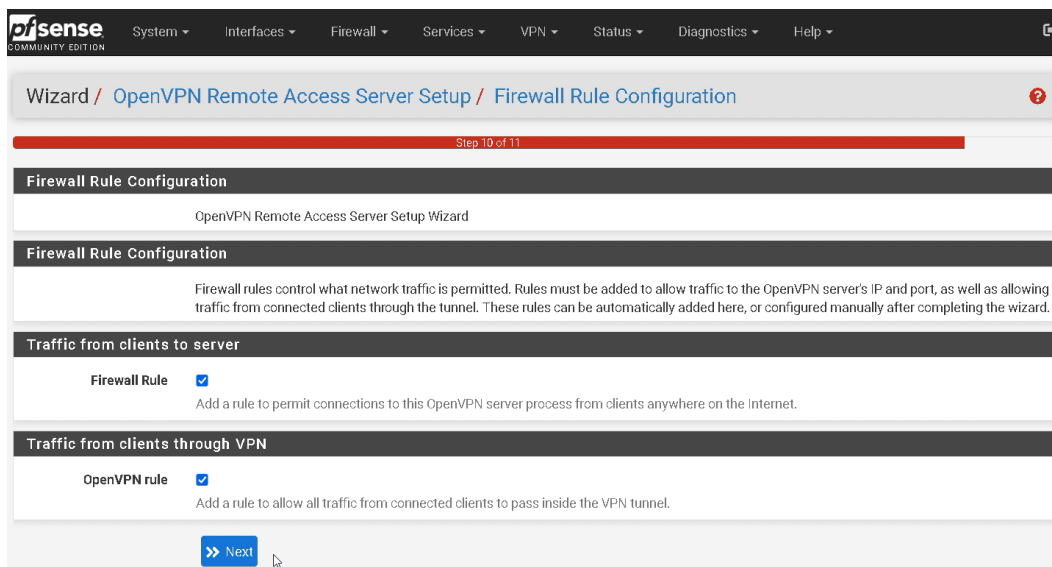 pfsense
COMMUNITY EDITION
System Interfaces Firewall Services VPN Status Diagnostics Help
Wizard / OpenVPN Remote Access Server Setup / Firewall Rule Configuration
Step 10 of 11
Firewall Rule Configuration
OpenVPN Remote Access Server Setup Wizard
Firewall Rule Configuration
Firewall rules control what network traffic is permitted. Rules must be added to allow traffic to the OpenVPN server's IP and port, as well as allowing
traffic from connected clients through the tunnel. These rules can be automatically added here, or configured manually after completing the wizard.
Traffic from clients to server
Firewall Rule
Add a rule to permit connections to this OpenVPN server process from clients anywhere on the Internet.
Traffic from clients through VPN
OpenVPN rule
Add a rule to allow all traffic from connected clients to pass inside the VPN tunnel.
Next